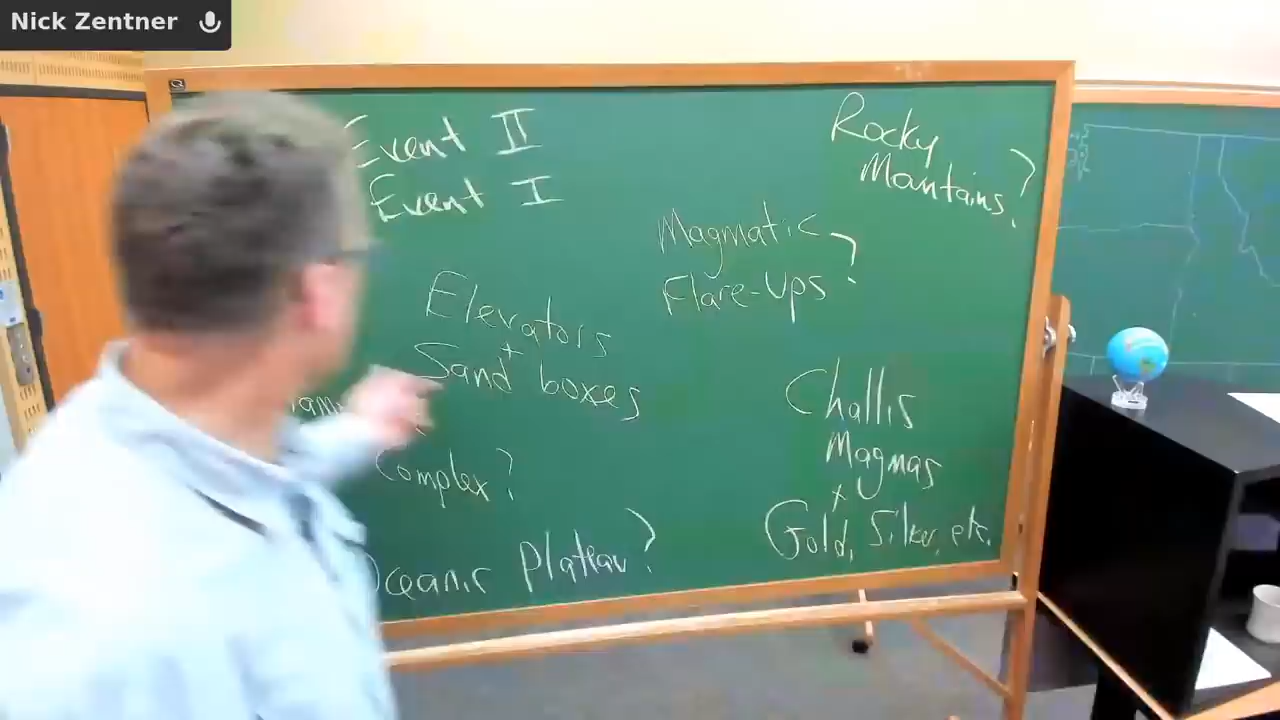 Nick Zentner
Event II
Event I
Rocky
Mountains?
Magmatic
Flare-Ups?
Elevators
+
Sand boxes
Complex?
Challis
Magmas
+
Gold, Silver, etc.
Oceanic Plateau?